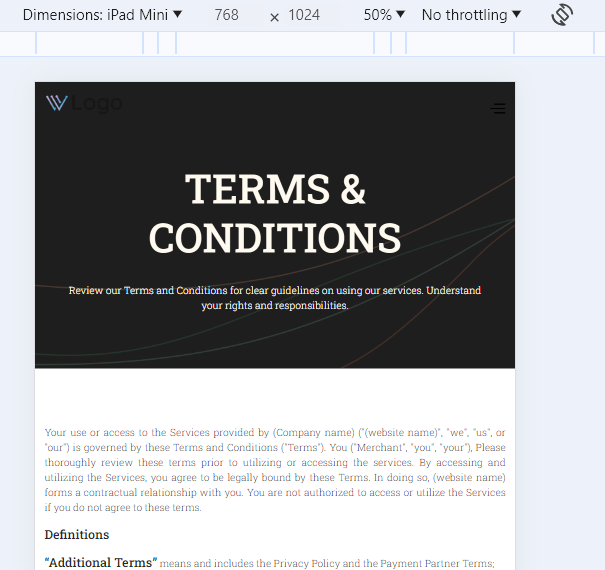 Dimensions: iPad Mini ▼ 768 × 1024 50% ▼ No throttling ▼
Logo
TERMS &
CONDITIONS
Review our Terms and Conditions for clear guidelines on using our services. Understand
your rights and responsibilities.
Your use or access to the Services provided by (Company name) ("(website name)", "we", "us", or
"our") is governed by these Terms and Conditions ("Terms"). You ("Merchant", "you", "your"), Please
thoroughly review these terms prior to utilizing or accessing the services. By accessing and
utilizing the Services, you agree to be legally bound by these Terms. In doing so, (website name)
forms a contractual relationship with you. You are not authorized to access or utilize the Services
if you do not agree to these terms.
Definitions
“Additional Terms” means and includes the Privacy Policy and the Payment Partner Terms;